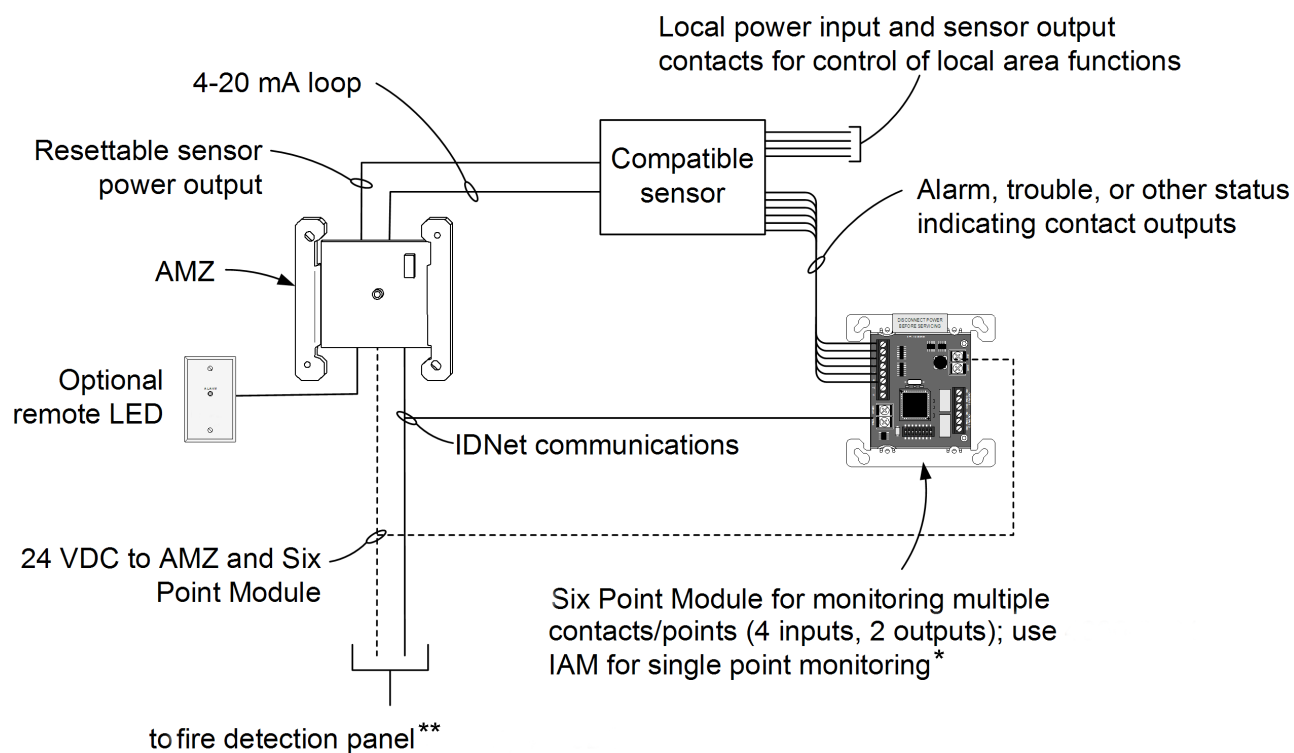 Local power input and sensor output
contacts for control of local area functions
4-20 mA loop
Resettable sensor
power output
Compatible
sensor
Alarm, trouble, or other status
indicating contact outputs
AMZ
DISCONNECT POWER
BEFORE SERVICING
Optional
remote LED
IDNet communications
24 VDC to AMZ and Six
Point Module
Six Point Module for monitoring multiple
contacts/points (4 inputs, 2 outputs); use
IAM for single point monitoring*
to fire detection panel**